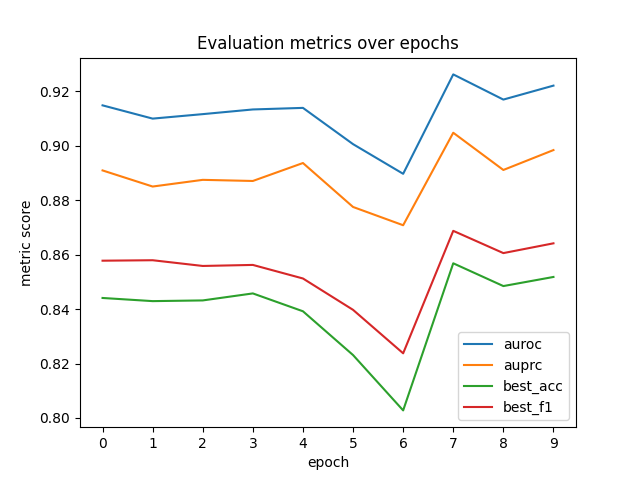 Evaluation metrics over epochs
metric score
0.92
0.90
0.88
0.86
0.84
0.82
0.80
auroc
auprc
best_acc
best_f1
0 1 2 3 4 5 6 7 8 9
epoch